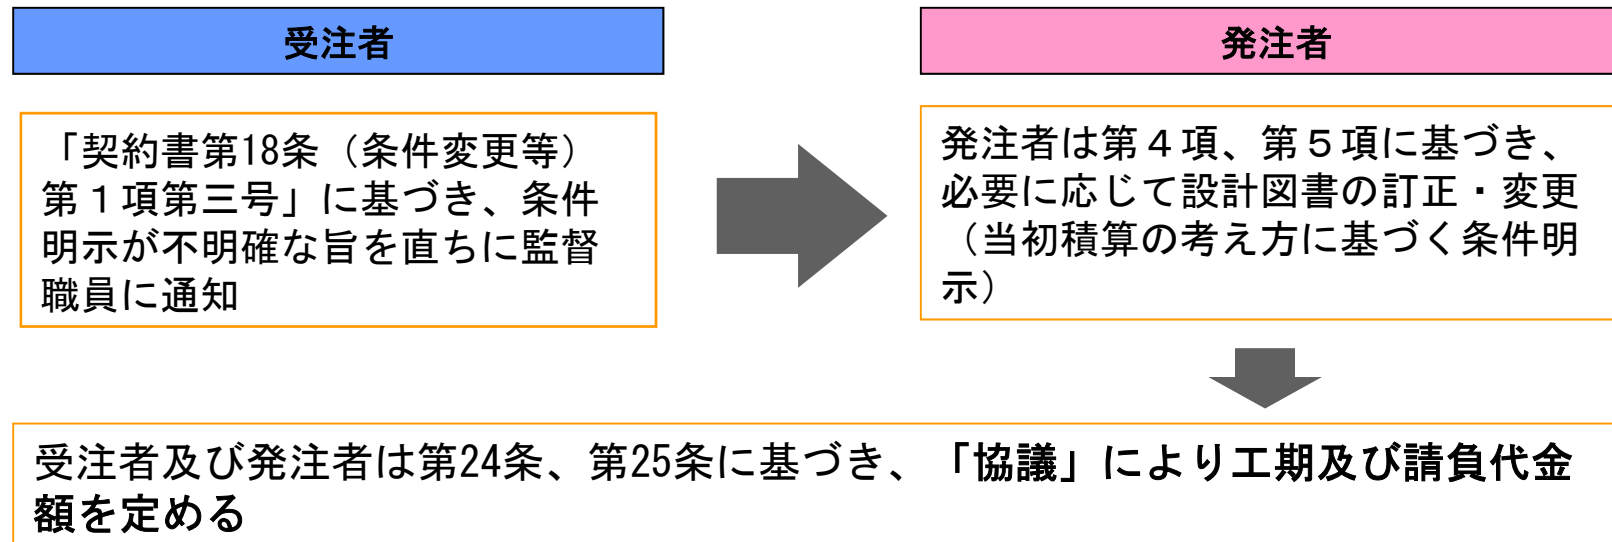 受注者
発注者
「契約書第18条（条件変更等）
第１項第三号」に基づき、条件
明示が不明確な旨を直ちに監督
職員に通知
発注者は第４項、第５項に基づき、
必要に応じて設計図書の訂正・変更
（当初積算の考え方に基づく条件明
示）
受注者及び発注者は第24条、第25条に基づき、「協議」により工期及び請負代金
額を定める